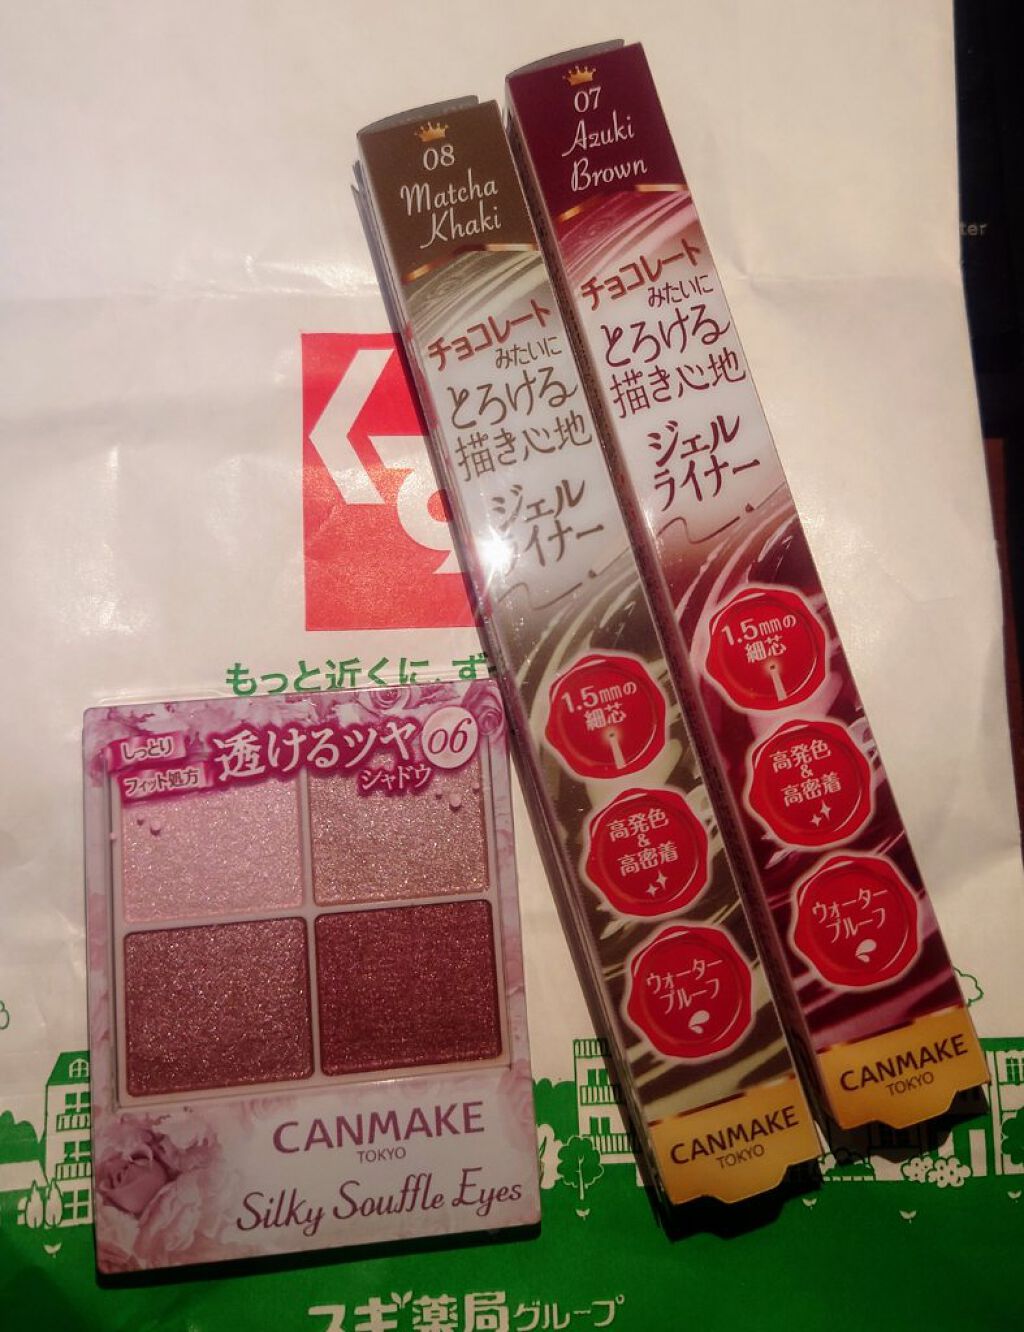 08
Matcha
Khaki
チョコレート
みたいに
とろける
描き心地
ジェル
ライナー
1.5mmの
細芯
高発色
&
高密着
ウォーター
プルーフ
CANMAKE
TOKYO
07
Azuki
Brown
チョコレート
みたいに
とろける
描き心地
ジェル
ライナー
1.5mmの
細芯
高発色
&
高密着
ウォーター
プルーフ
CANMAKE
TOKYO
もっと近くに、ず
しっとり
フィット処方
透けるツヤ
シャドウ
06
CANMAKE
TOKYO
Silky Souffle Eyes
スギ薬局グループ
ter